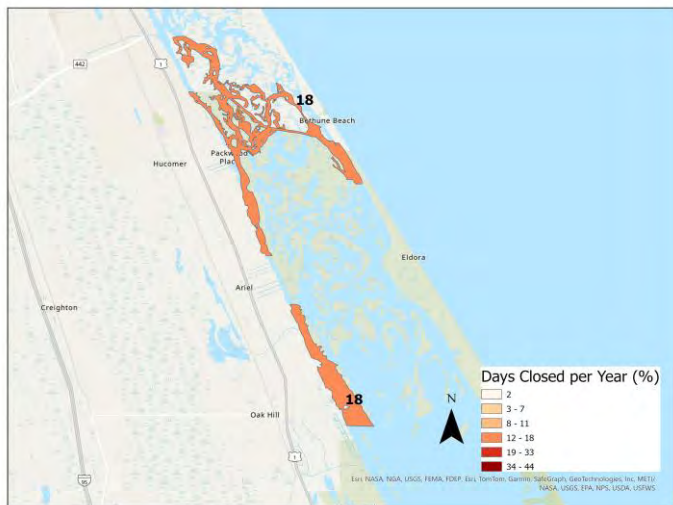 442
1
18
Bethune Beach
Packwood
Place
Hucomer
Eldora
Ariel
Creighton
18
Oak Hill
1
95
N
Days Closed per Year (%)
2
3 - 7
8 - 11
12 - 18
19 - 33
34 - 44
Esri, NASA, NGA, USGS, FEMA, FDEP, Esri, TomTom, Garmin, SafeGraph, GeoTechnologies, Inc, METI/
NASA, USGS, EPA, NPS, USDA, USFWS